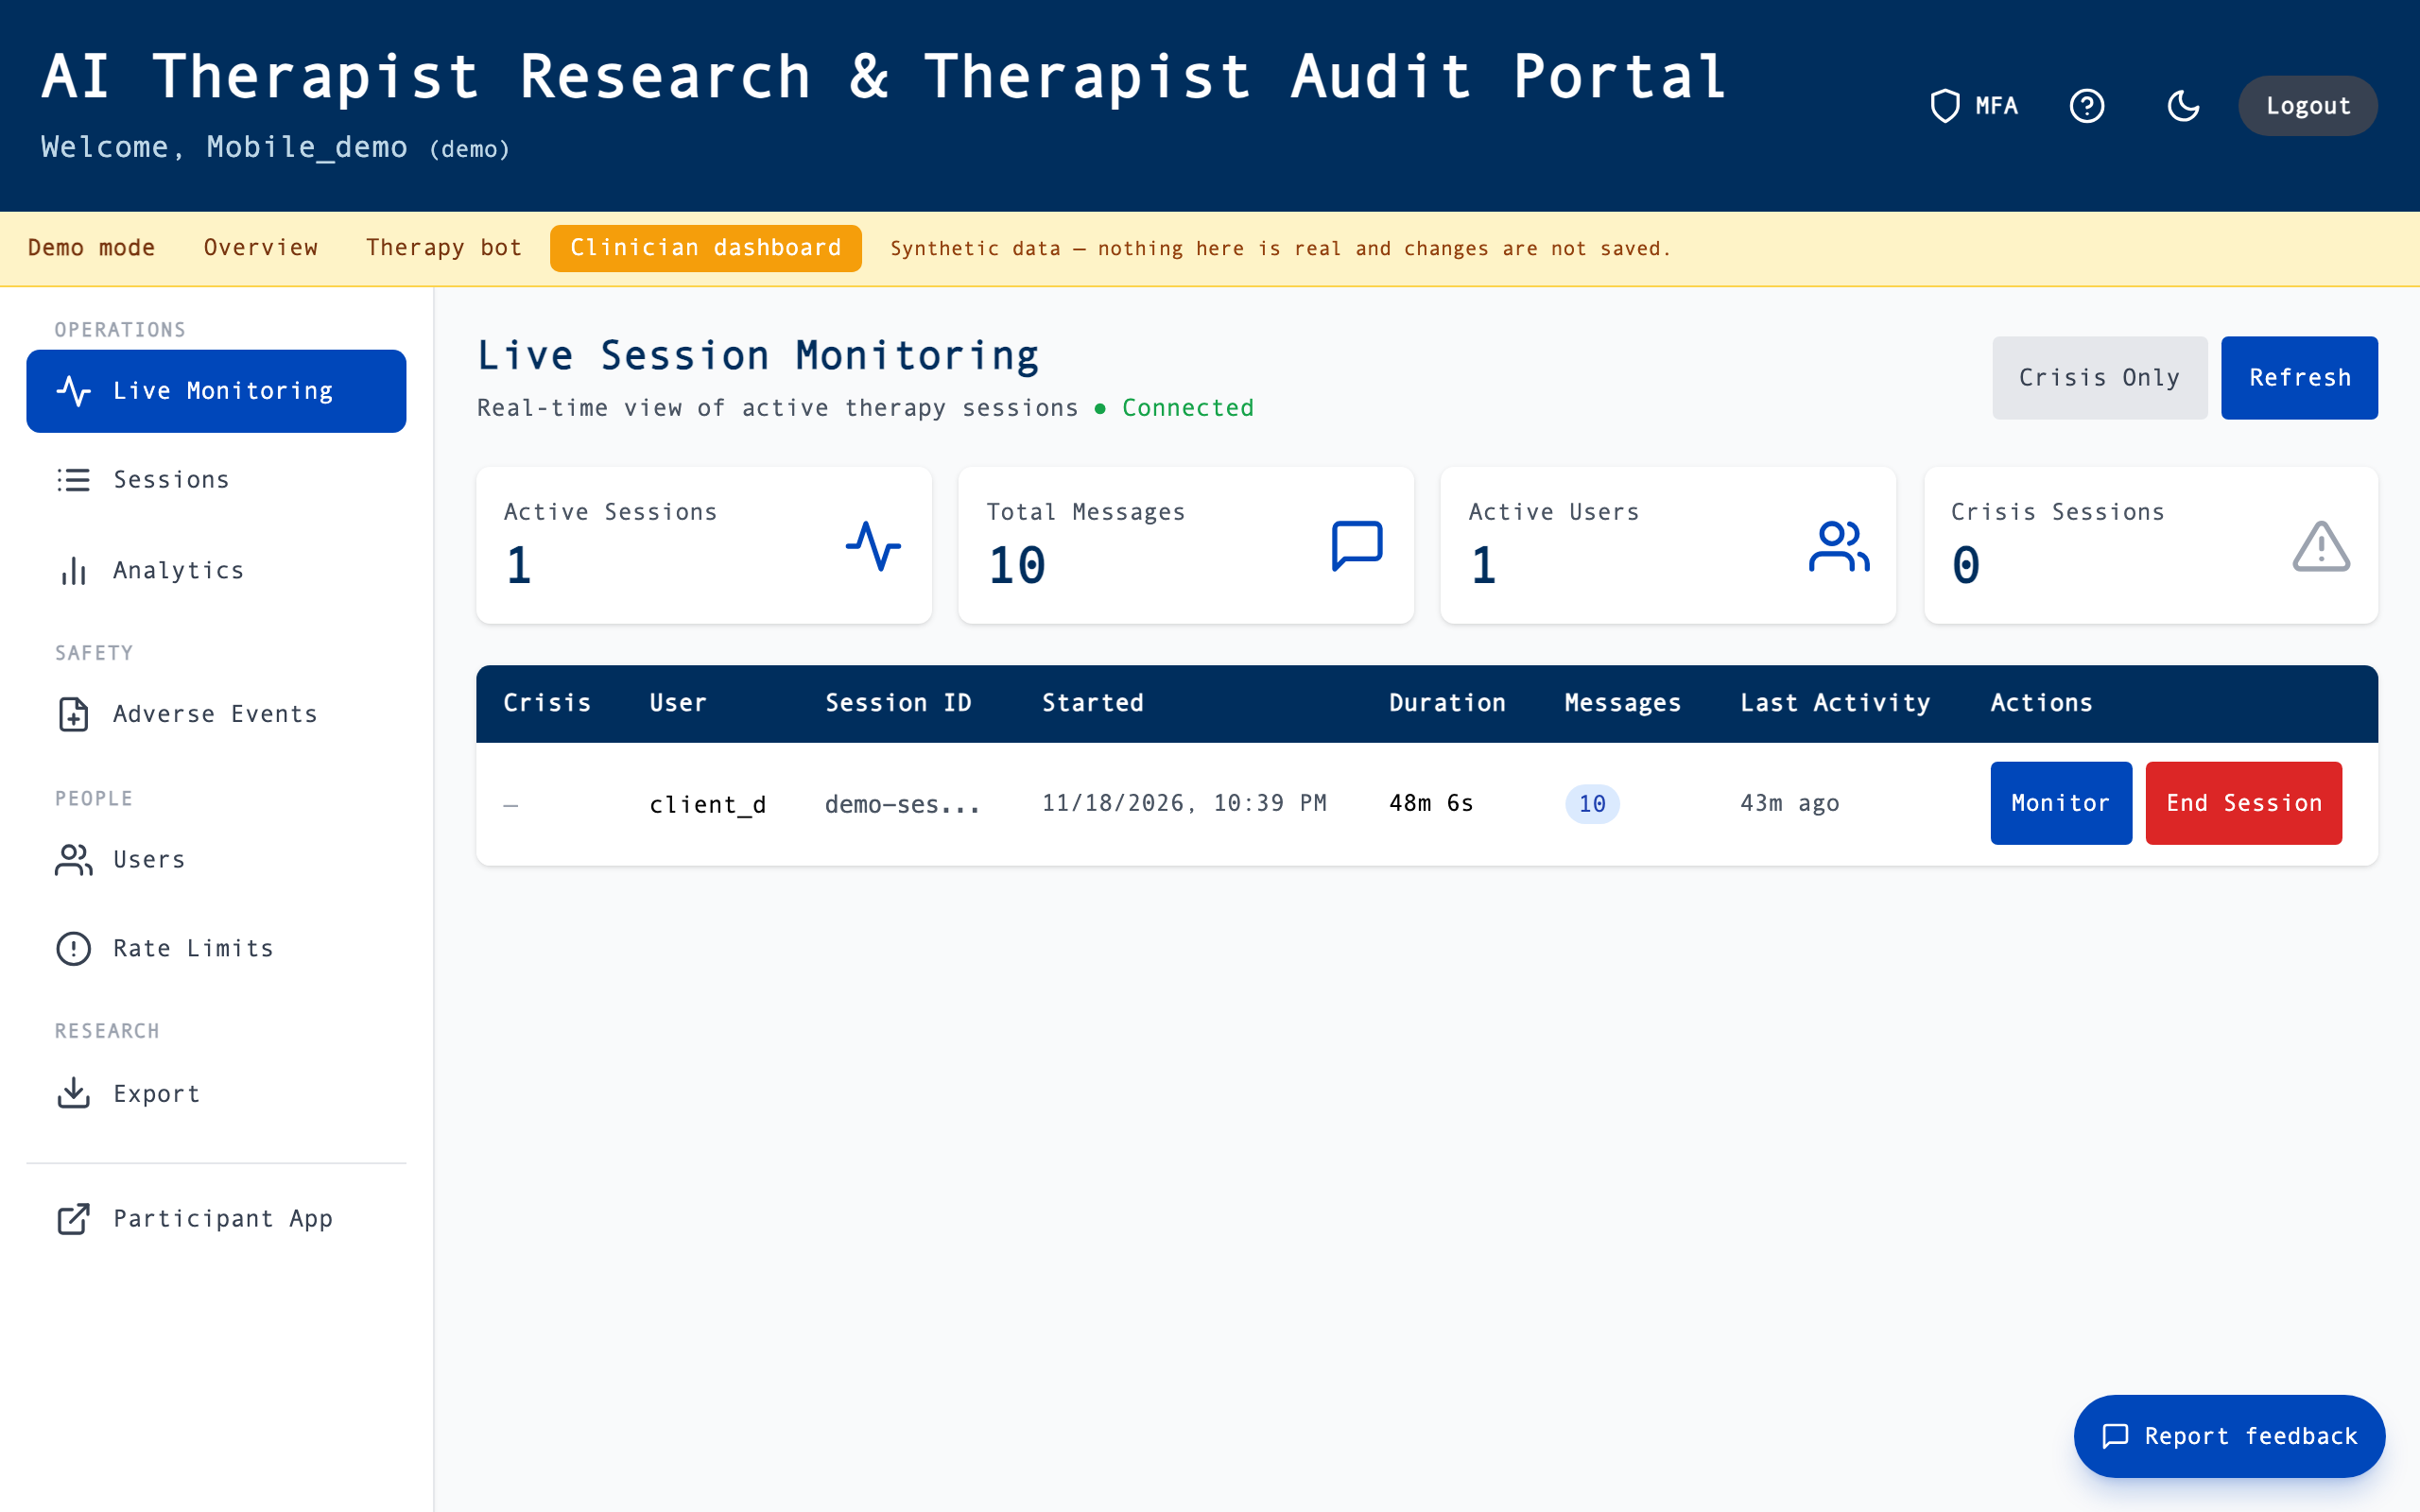 AI Therapist Research & Therapist Audit Portal
Welcome, Mobile_demo (demo)
MFA
Logout
Demo mode
Overview
Therapy bot
Clinician dashboard
Synthetic data — nothing here is real and changes are not saved.
OPERATIONS
Live Monitoring
Sessions
Analytics
SAFETY
Adverse Events
PEOPLE
Users
Rate Limits
RESEARCH
Export
Participant App
Live Session Monitoring
Real-time view of active therapy sessions ● Connected
Crisis Only
Refresh
Active Sessions
1
Total Messages
10
Active Users
1
Crisis Sessions
0
Crisis User Session ID Started Duration Messages Last Activity Actions
— client_d demo-ses... 11/18/2026, 10:39 PM 48m 6s 10 43m ago Monitor End Session
Report feedback